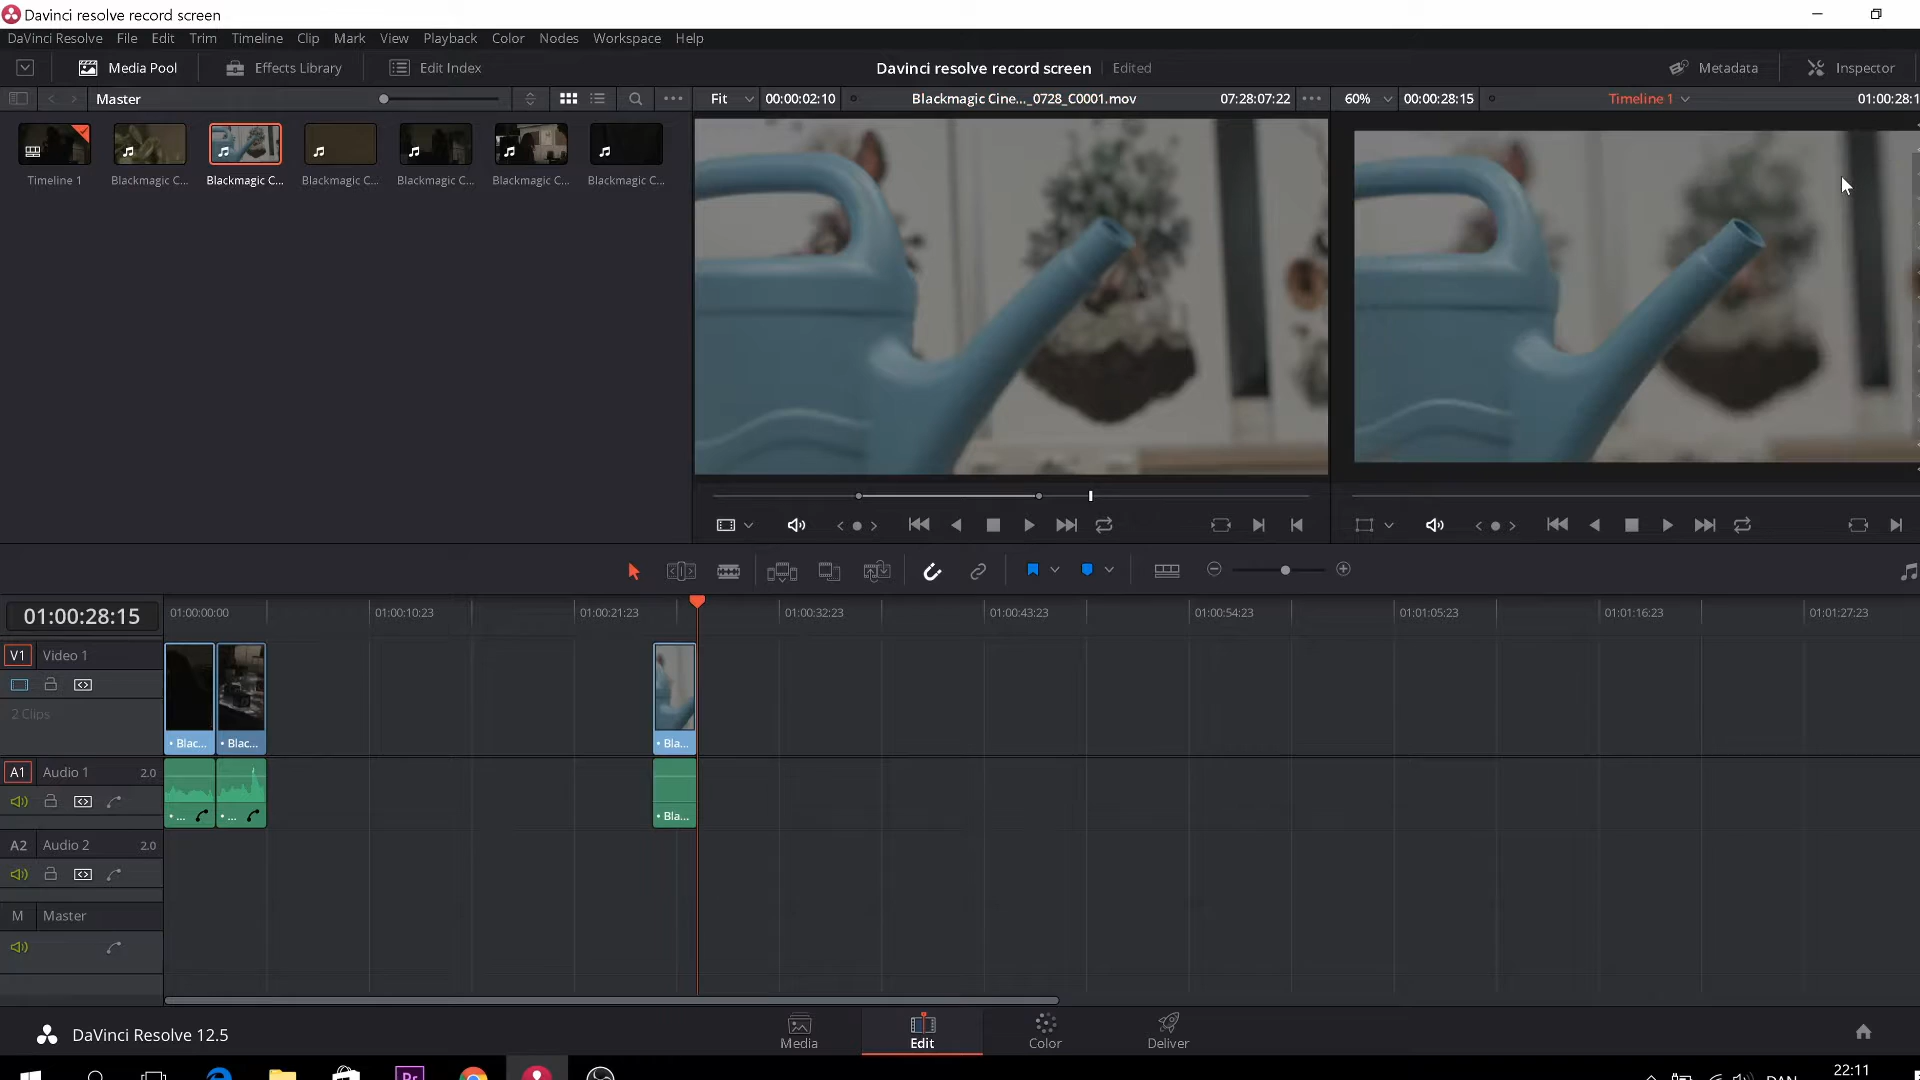 Davinci resolve record screen
DaVinci Resolve File Edit Trim Timeline Clip Mark View Playback Color Nodes Workspace Help
Media Pool Effects Library Edit Index Davinci resolve record screen Edited Metadata Inspector
Master Fit 00:00:02:10 Blackmagic Cine..._0728_C0001.mov 07:28:07:22 60% 00:00:28:15 Timeline 1 01:00:28:1
Timeline 1 Blackmagic C... Blackmagic C... Blackmagic C... Blackmagic C... Blackmagic C... Blackmagic C...
01:00:28:15 01:00:00:00 01:00:10:23 01:00:21:23 01:00:32:23 01:00:43:23 01:00:54:23 01:01:05:23 01:01:16:23 01:01:27:23
V1 Video 1
2 Clips
• Blac... • Blac... • Bla...
A1 Audio 1 2.0
• ... • ... • Bla...
A2 Audio 2 2.0
M Master
DaVinci Resolve 12.5 Media Edit Color Deliver
Pr 22:11